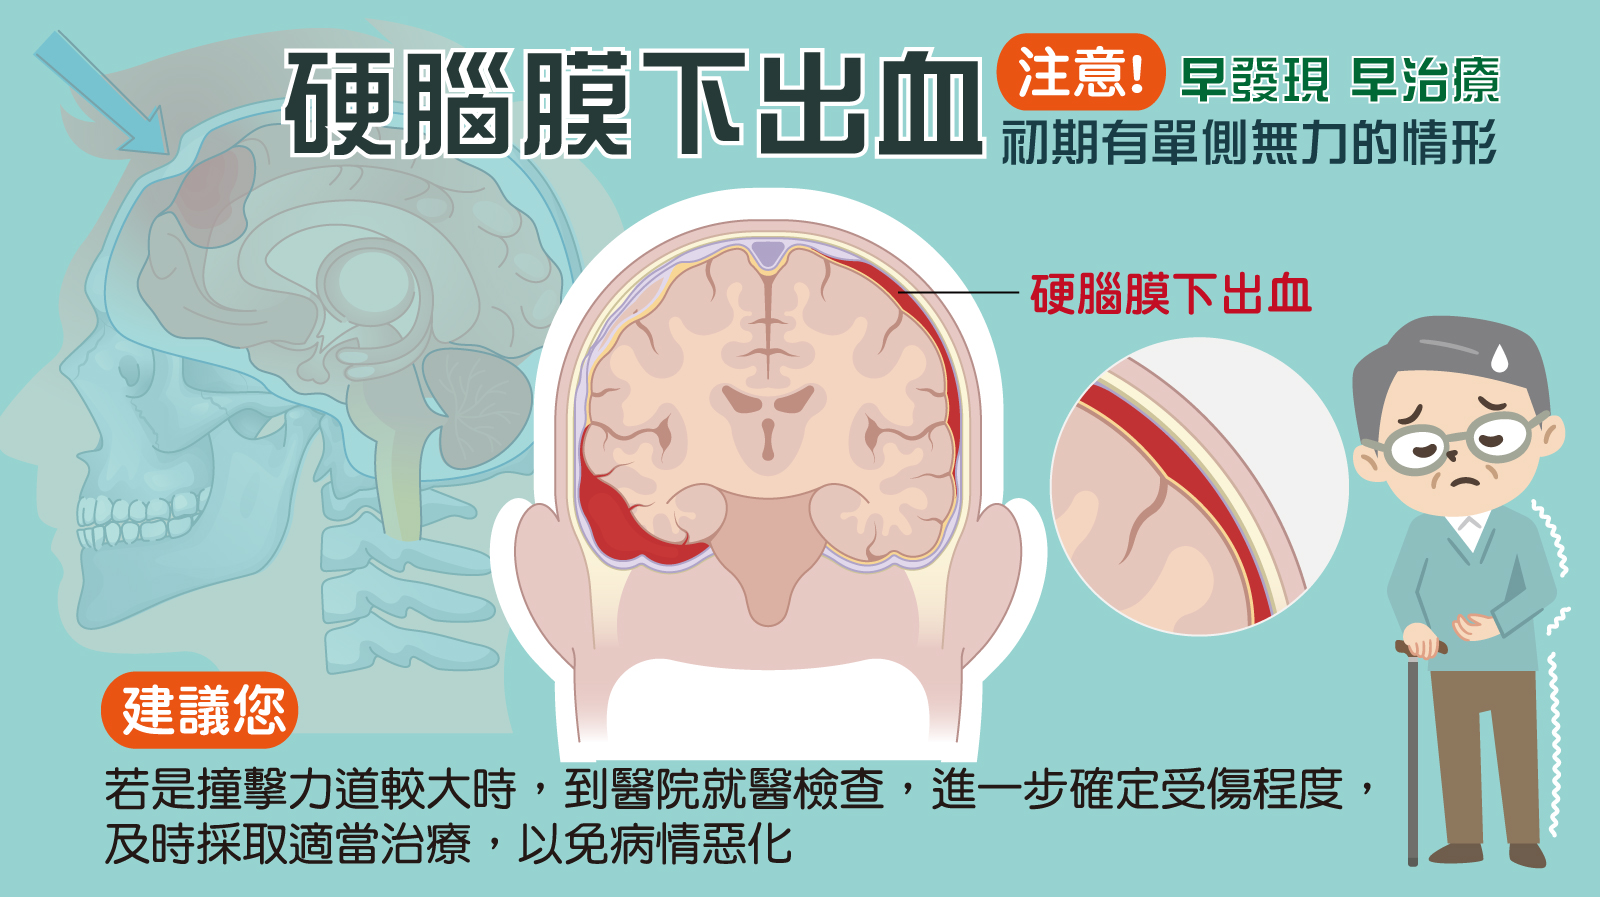 硬腦膜下出血
注意!
早發現 早治療
初期有單側無力的情形
硬腦膜下出血
建議您
若是撞擊力道較大時，到醫院就醫檢查，進一步確定受傷程度，
及時採取適當治療，以免病情惡化